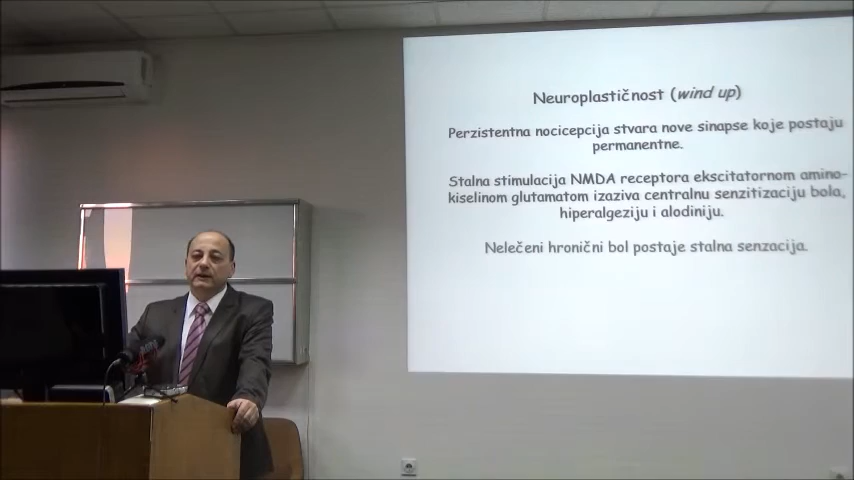 Neuroplastičnost (wind up)
Perzistentna nocicepcija stvara nove sinapse koje postaju
permanentne.
Stalna stimulacija NMDA receptora ekscitatornom amino-
kiselinom glutamatom izaziva centralnu senzitizaciju bola,
hiperalgeziju i alodiniju.
Nelečeni hronični bol postaje stalna senzacija.